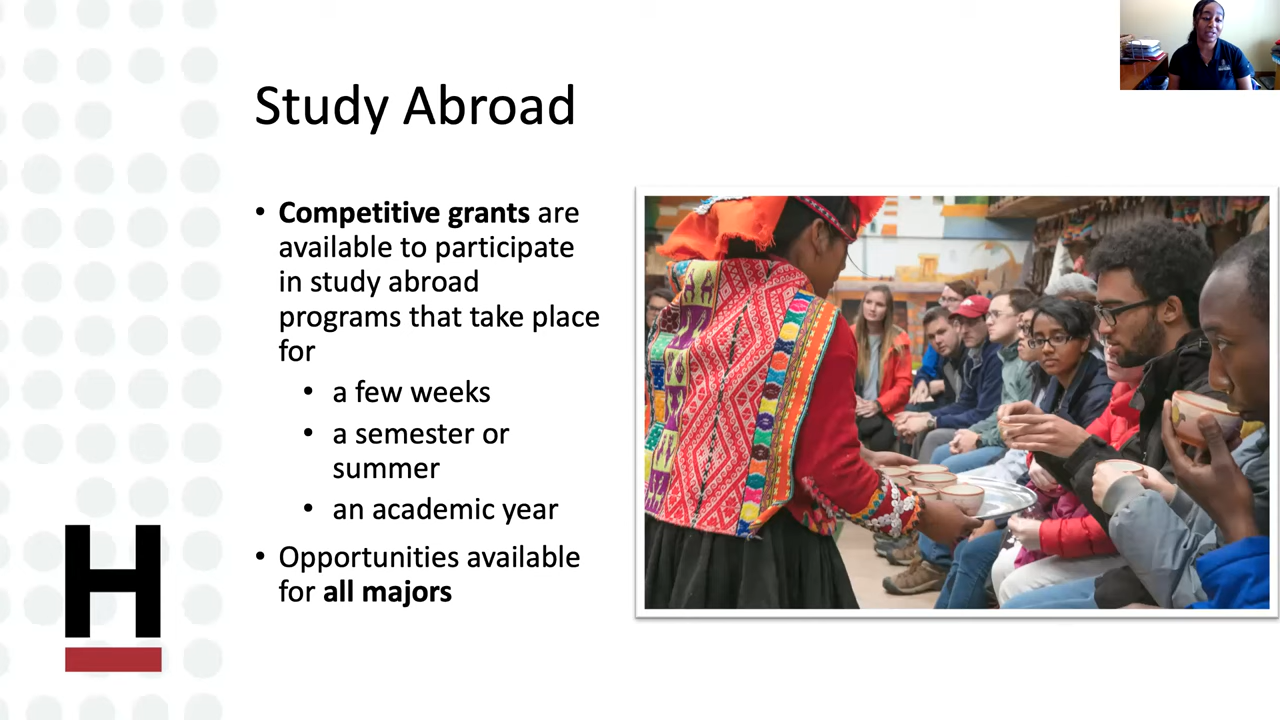 Study Abroad
• Competitive grants are
available to participate
in study abroad
programs that take place
for
• a few weeks
• a semester or
summer
• an academic year
• Opportunities available
for all majors
H